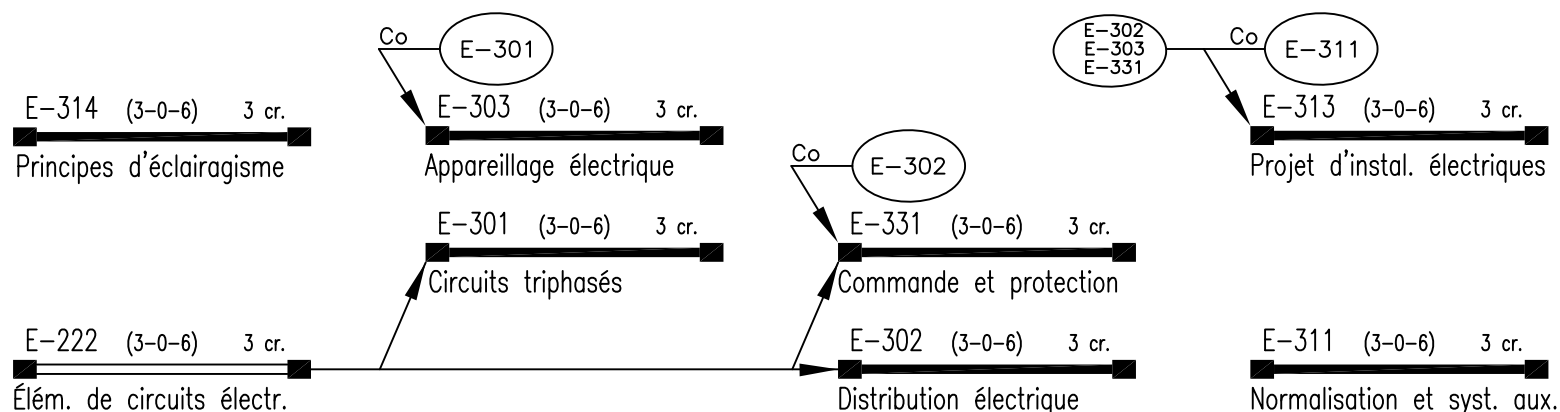 E-301
Co
E-302
E-303
E-331
Co
E-311
E-314 (3-0-6) 3 cr.
Principes d'éclairagisme
E-303 (3-0-6) 3 cr.
Appareillage électrique
E-313 (3-0-6) 3 cr.
Projet d'instal. électriques
Co
E-302
E-301 (3-0-6) 3 cr.
Circuits triphasés
E-331 (3-0-6) 3 cr.
Commande et protection
E-222 (3-0-6) 3 cr.
Élém. de circuits électr.
E-302 (3-0-6) 3 cr.
Distribution électrique
E-311 (3-0-6) 3 cr.
Normalisation et syst. aux.